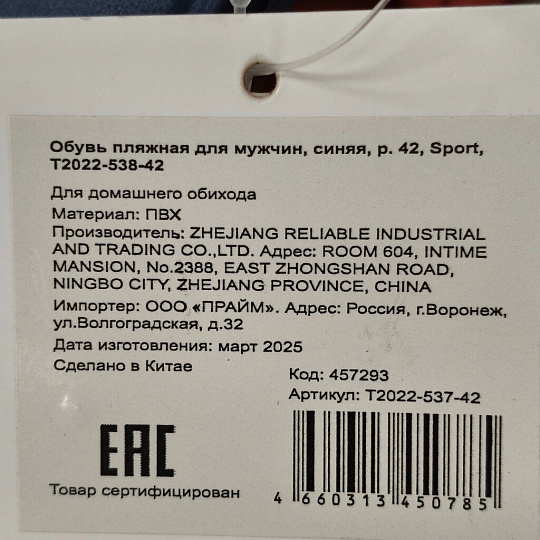 Обувь пляжная для мужчин, синяя, р. 42, Sport,
T2022-538-42
Для домашнего обихода
Материал: ПВХ
Производитель: ZHEJIANG RELIABLE INDUSTRIAL
AND TRADING CO.,LTD. Адрес: ROOM 604, INTIME
MANSION, No.2388, EAST ZHONGSHAN ROAD,
NINGBO CITY, ZHEJIANG PROVINCE, CHINA
Импортер: ООО «ПРАЙМ». Адрес: Россия, г.Воронеж,
ул.Волгоградская, д.32
Дата изготовления: март 2025
Сделано в Китае
Код: 457293
Артикул: T2022-537-42
EAC
Товар сертифицирован
4 660313 450785